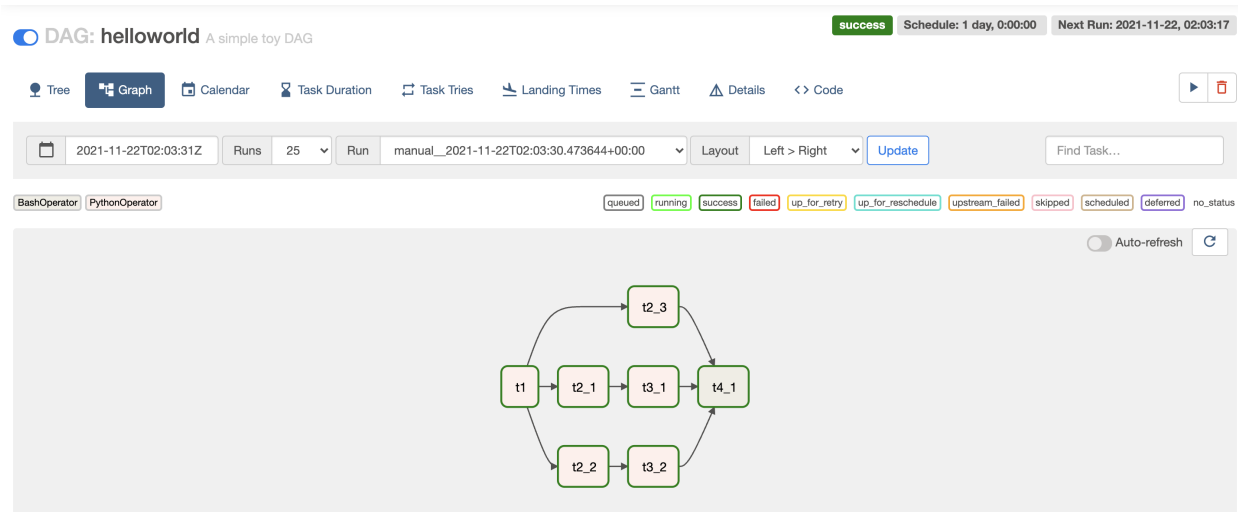 DAG: helloworld A simple toy DAG
success Schedule: 1 day, 0:00:00 Next Run: 2021-11-22, 02:03:17
Tree Graph Calendar Task Duration Task Tries Landing Times Gantt Details <> Code
2021-11-22T02:03:31Z Runs 25 Run manual__2021-11-22T02:03:30.473644+00:00 Layout Left > Right Update Find Task...
BashOperator PythonOperator queued running success failed up_for_retry up_for_reschedule upstream_failed skipped scheduled deferred no_status
Auto-refresh
t2_3
t1 t2_1 t3_1 t4_1
t2_2 t3_2